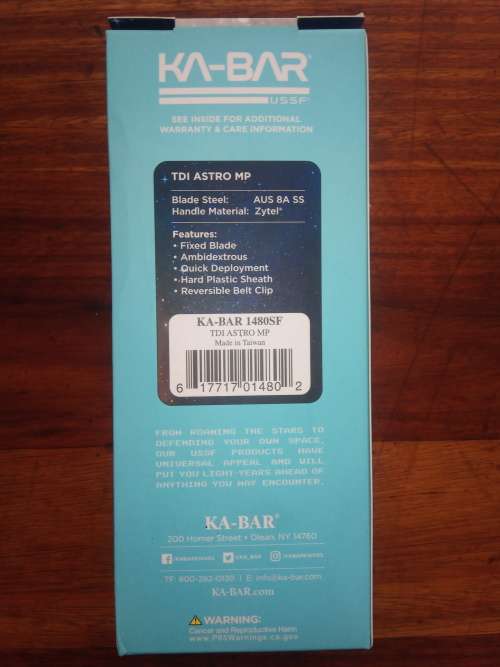 KA-BAR
USSF
SEE INSIDE FOR ADDITIONAL
WARRANTY & CARE INFORMATION
TDI ASTRO MP
Blade Steel: AUS 8A SS
Handle Material: Zytel®
Features:
• Fixed Blade
• Ambidextrous
• Quick Deployment
• Hard Plastic Sheath
• Reversible Belt Clip
KA-BAR 1480SF
TDI ASTRO MP
Made in Taiwan
6 17717 01480 2
FROM ROAMING THE STARS TO
DEFENDING YOUR OWN SPACE,
OUR USSF PRODUCTS HAVE
UNIVERSAL APPEAL AND WILL
PUT YOU LIGHT-YEARS AHEAD OF
ANYTHING YOU MAY ENCOUNTER.
KA-BAR®
200 Homer Street • Olean, NY 14760
/KABARKNIVES @KA_BAR @KABARKNIVES
TF: 800-282-0130 | E: info@ka-bar.com
KA-BAR.com
WARNING:
Cancer and Reproductive Harm
www.P65Warnings.ca.gov